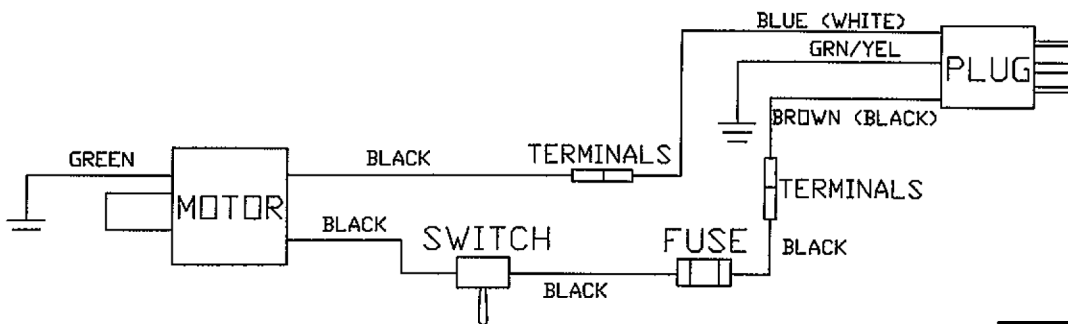 BLUE (WHITE)
GRN/YEL
PLUG
BROWN (BLACK)
GREEN
BLACK
TERMINALS
MOTOR
TERMINALS
BLACK
SWITCH
FUSE
BLACK
BLACK